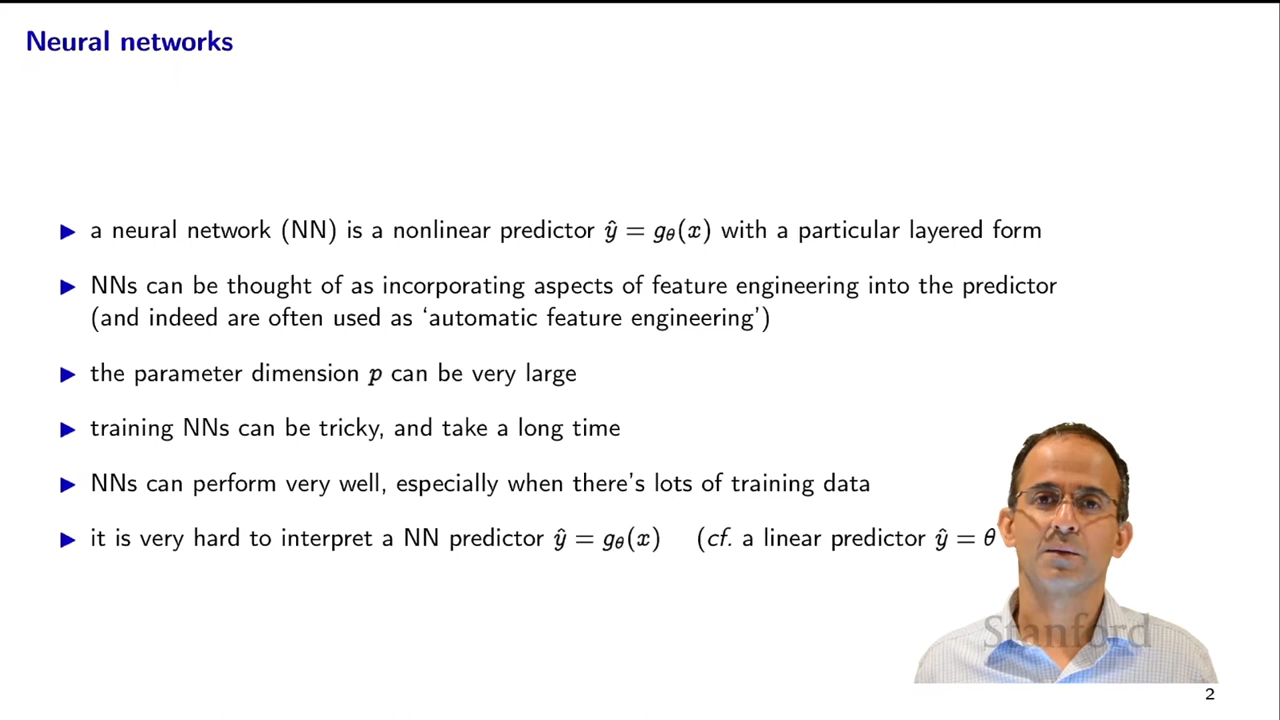 Neural networks
▶ a neural network (NN) is a nonlinear predictor ŷ = gθ(x) with a particular layered form
▶ NNs can be thought of as incorporating aspects of feature engineering into the predictor
(and indeed are often used as ‘automatic feature engineering’)
▶ the parameter dimension p can be very large
▶ training NNs can be tricky, and take a long time
▶ NNs can perform very well, especially when there's lots of training data
▶ it is very hard to interpret a NN predictor ŷ = gθ(x) (cf. a linear predictor ŷ = θ
Stanford
2